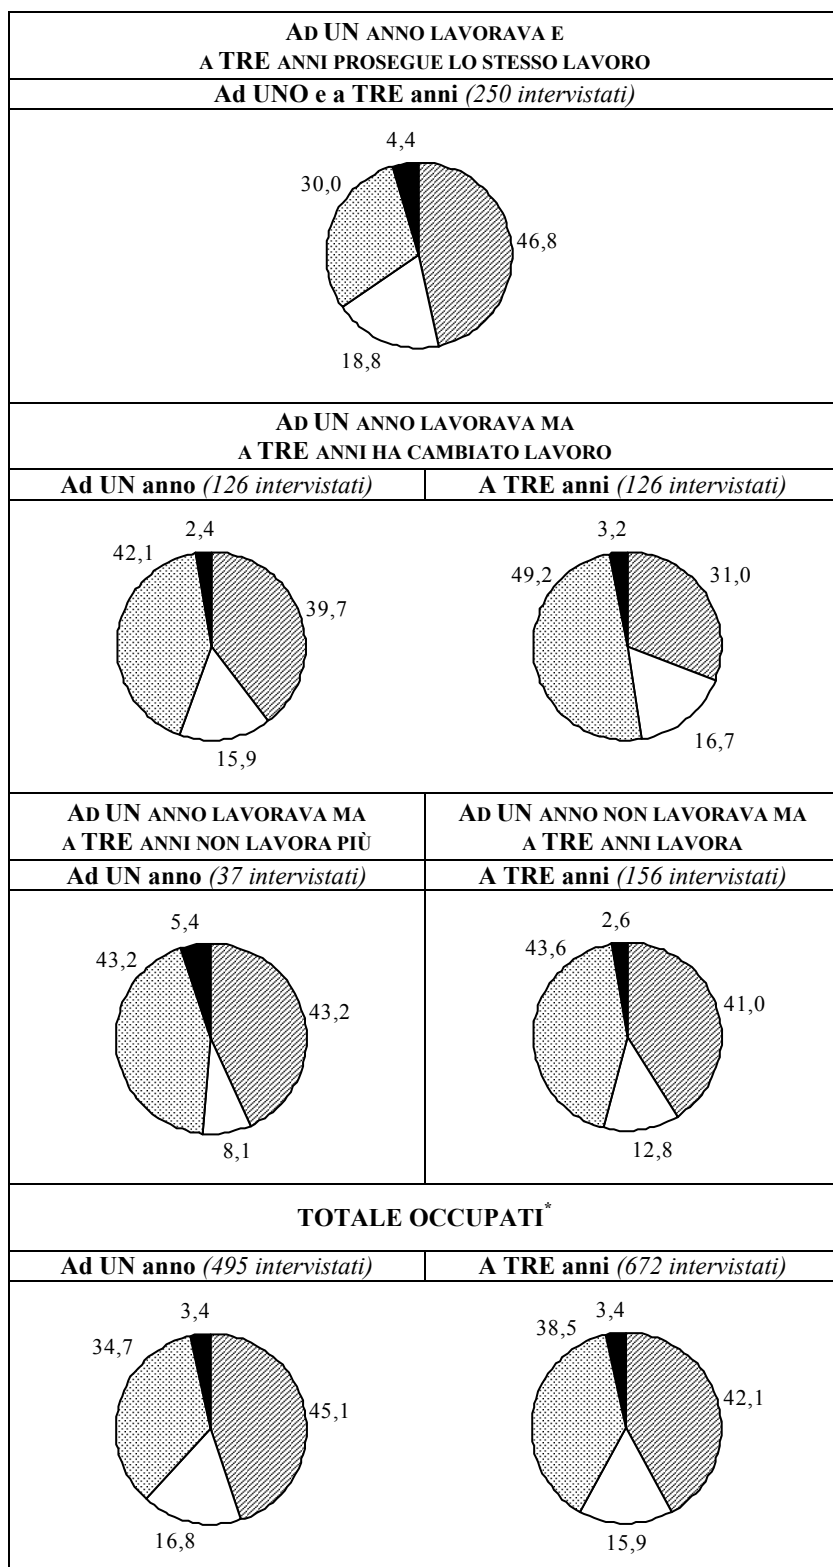 AD UN ANNO LAVORAVA E
A TRE ANNI PROSEGUE LO STESSO LAVORO
Ad UNO e a TRE anni (250 intervistati)
4,4
30,0
46,8
18,8
AD UN ANNO LAVORAVA MA
A TRE ANNI HA CAMBIATO LAVORO
Ad UN anno (126 intervistati)
A TRE anni (126 intervistati)
2,4
42,1
39,7
15,9
3,2
49,2
31,0
16,7
AD UN ANNO LAVORAVA MA
A TRE ANNI NON LAVORA PIÙ
Ad UN anno (37 intervistati)
5,4
43,2
43,2
8,1
AD UN ANNO NON LAVORAVA MA
A TRE ANNI LAVORA
A TRE anni (156 intervistati)
2,6
43,6
41,0
12,8
TOTALE OCCUPATI*
Ad UN anno (495 intervistati)
A TRE anni (672 intervistati)
3,4
34,7
45,1
16,8
3,4
38,5
42,1
15,9